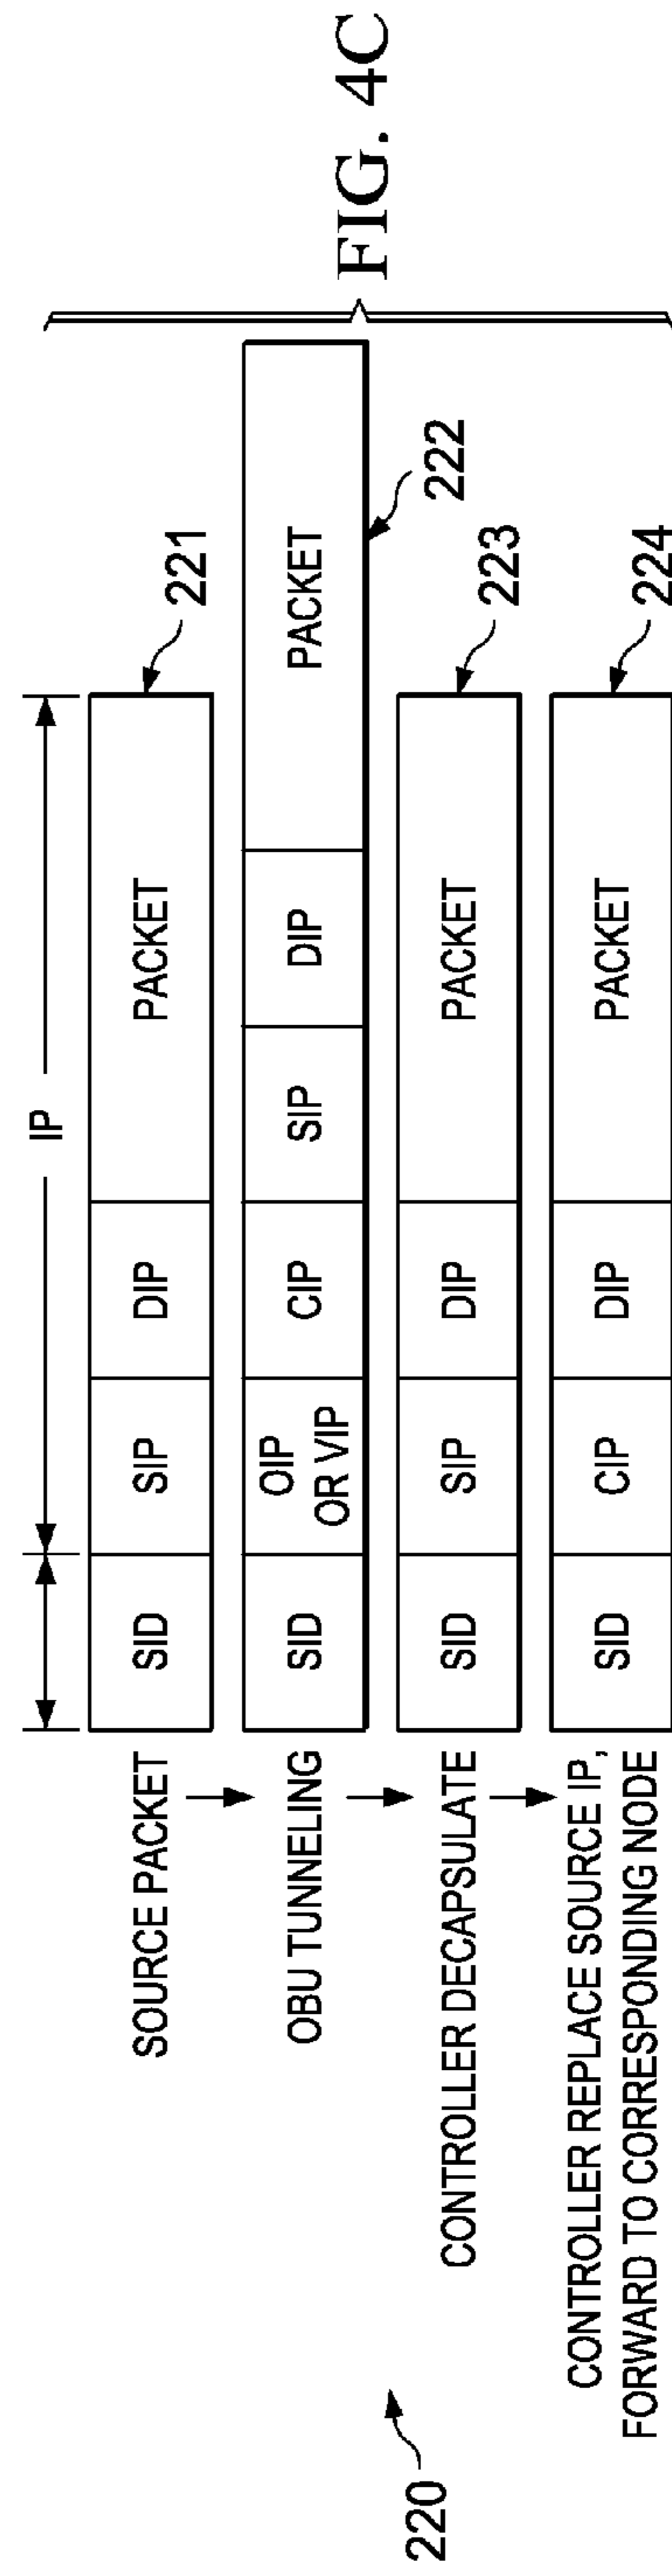 IP
SOURCE PACKET
SID
SIP
DIP
PACKET
221
OBU TUNNELING
SID
OIP
OR VIP
CIP
SIP
DIP
PACKET
222
CONTROLLER DECAPSULATE
SID
SIP
DIP
PACKET
223
CONTROLLER REPLACE SOURCE IP,
FORWARD TO CORRESPONDING NODE
SID
CIP
DIP
PACKET
224
220
FIG. 4C